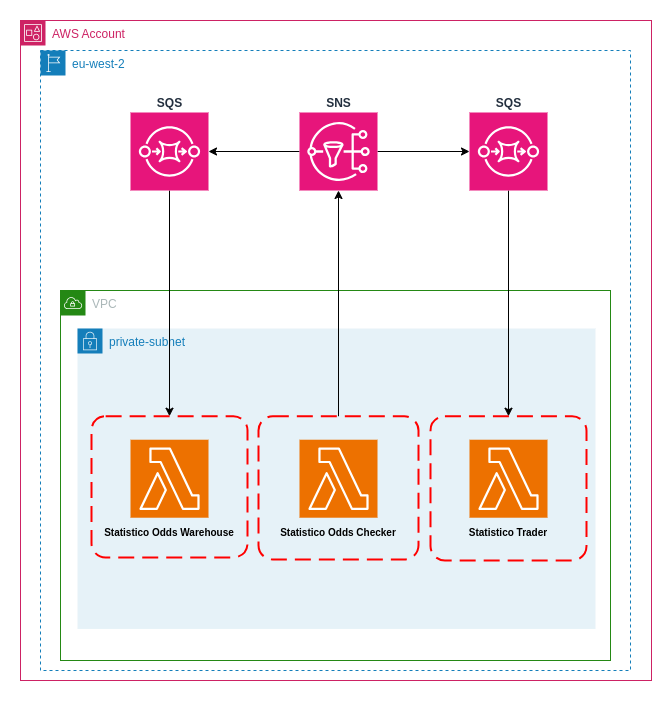 AWS Account
eu-west-2
SQS
SNS
SQS
VPC
private-subnet
Statistico Odds Warehouse
Statistico Odds Checker
Statistico Trader